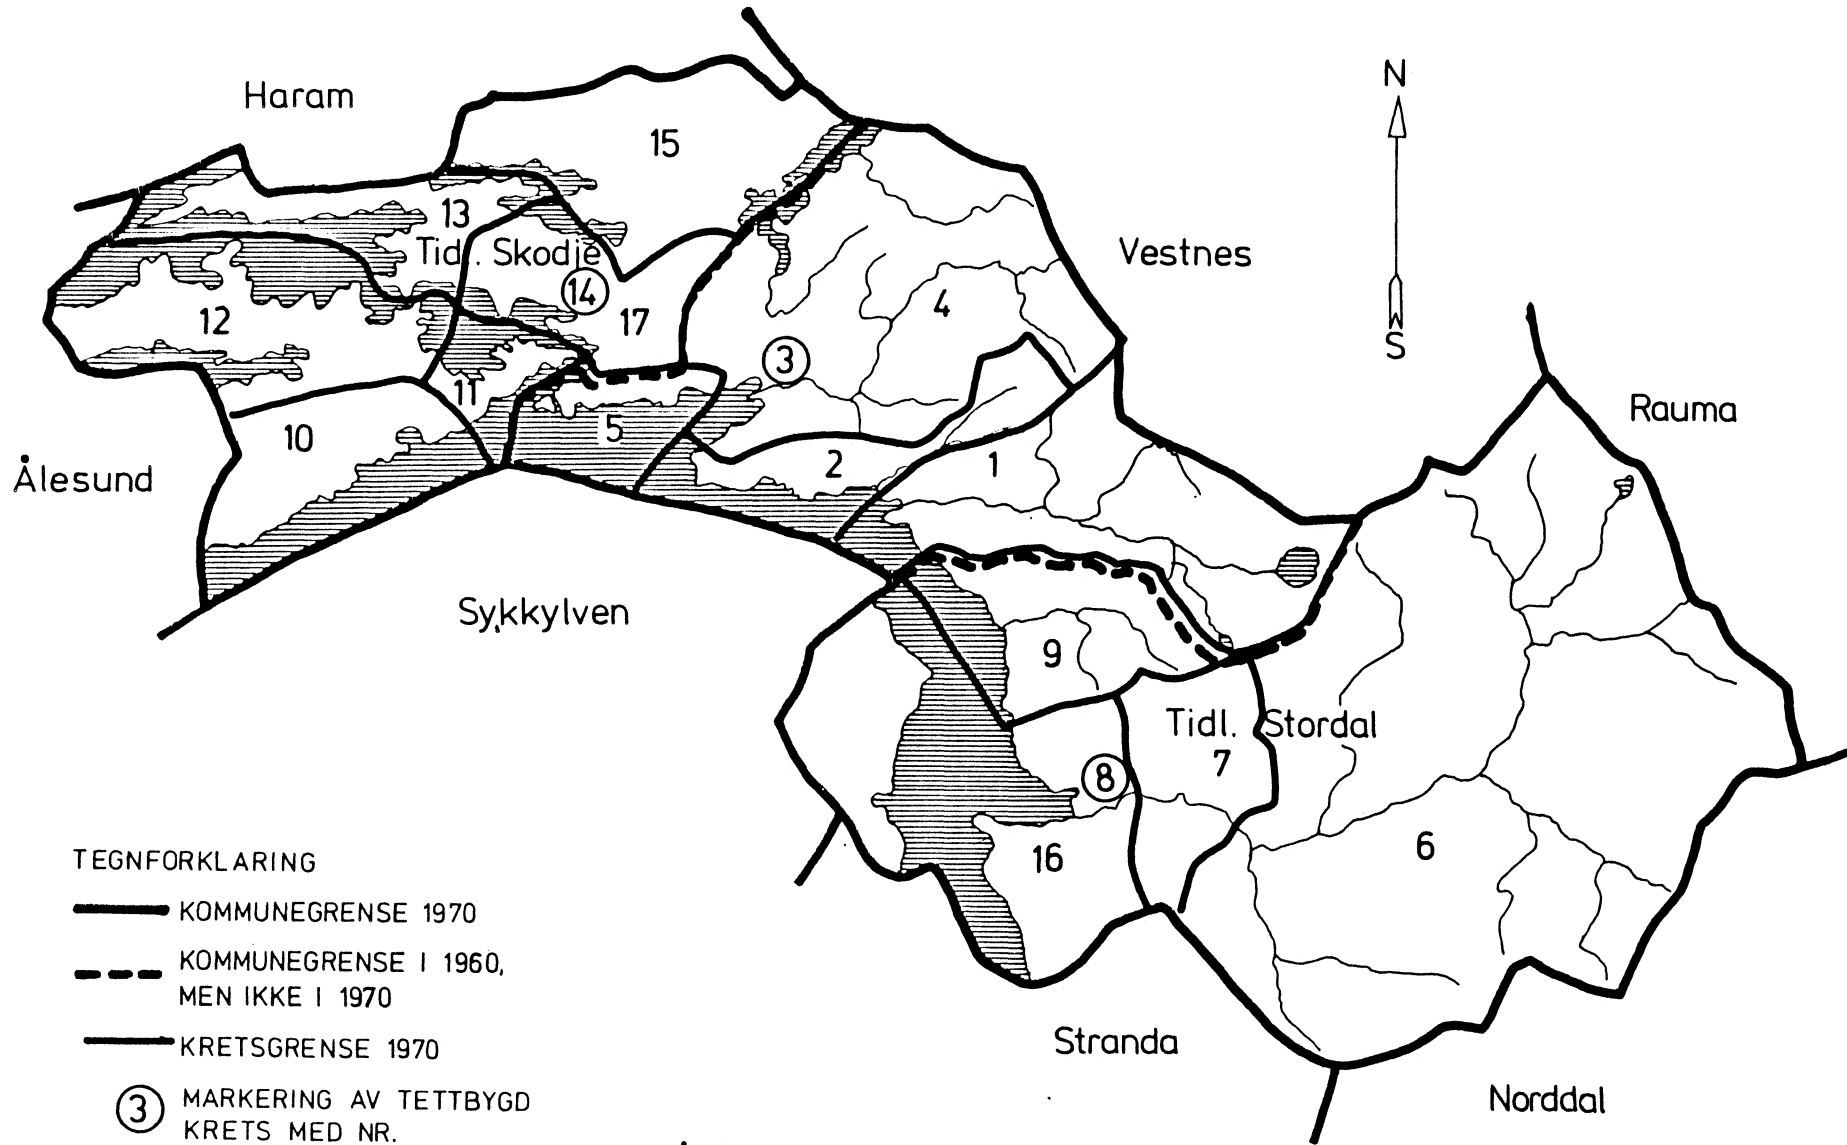 N
Haram
15
13
Tidl. Skodje
Vestnes
14
4
12
17
S
3
11
Rauma
5
10
2
1
Ålesund
Sykkylven
9
Tidl. Stordal
7
8
16
6
TEGNFORKLARING
KOMMUNEGRENSE 1970
KOMMUNEGRENSE I 1960,
MEN IKKE I 1970
KRETSGRENSE 1970
3 MARKERING AV TETTBYGD
KRETS MED NR.
Stranda
Norddal